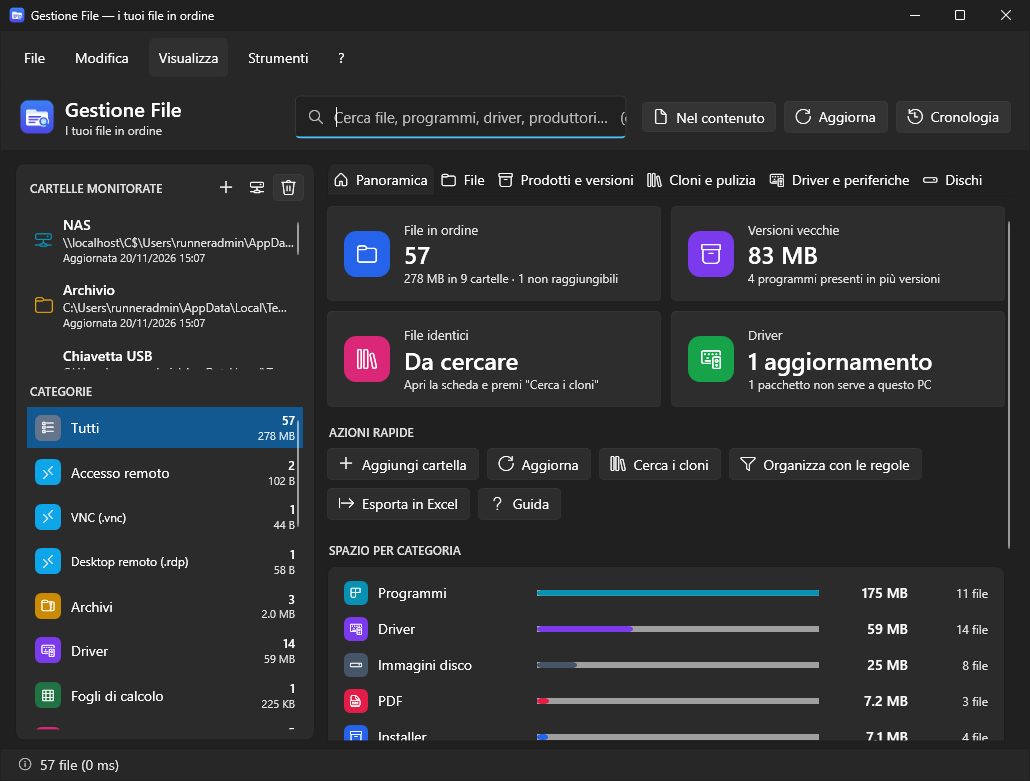 Gestione File — i tuoi file in ordine
File
Modifica
Visualizza
Strumenti
?
Gestione File
I tuoi file in ordine
Cerca file, programmi, driver, produttori...
Nel contenuto
Aggiorna
Cronologia
CARTELLE MONITORATE
NAS
\\localhost\C$\Users\runneradmin\AppDa...
Aggiornata 20/11/2026 15:07
Archivio
C:\Users\runneradmin\AppData\Local\Te...
Aggiornata 20/11/2026 15:07
Chiavetta USB
CATEGORIE
Tutti
57
278 MB
Accesso remoto
2
102 B
VNC (.vnc)
1
44 B
Desktop remoto (.rdp)
1
58 B
Archivi
3
2.0 MB
Driver
14
59 MB
Fogli di calcolo
1
225 KB
Panoramica
File
Prodotti e versioni
Cloni e pulizia
Driver e periferiche
Dischi
File in ordine
57
278 MB in 9 cartelle · 1 non raggiungibili
Versioni vecchie
83 MB
4 programmi presenti in più versioni
File identici
Da cercare
Apri la scheda e premi "Cerca i cloni"
Driver
1 aggiornamento
1 pacchetto non serve a questo PC
AZIONI RAPIDE
Aggiungi cartella
Aggiorna
Cerca i cloni
Organizza con le regole
Esporta in Excel
? Guida
SPAZIO PER CATEGORIA
Programmi 175 MB 11 file
Driver 59 MB 14 file
Immagini disco 25 MB 8 file
PDF 7.2 MB 3 file
Installer 7.1 MB 4 file
57 file (0 ms)